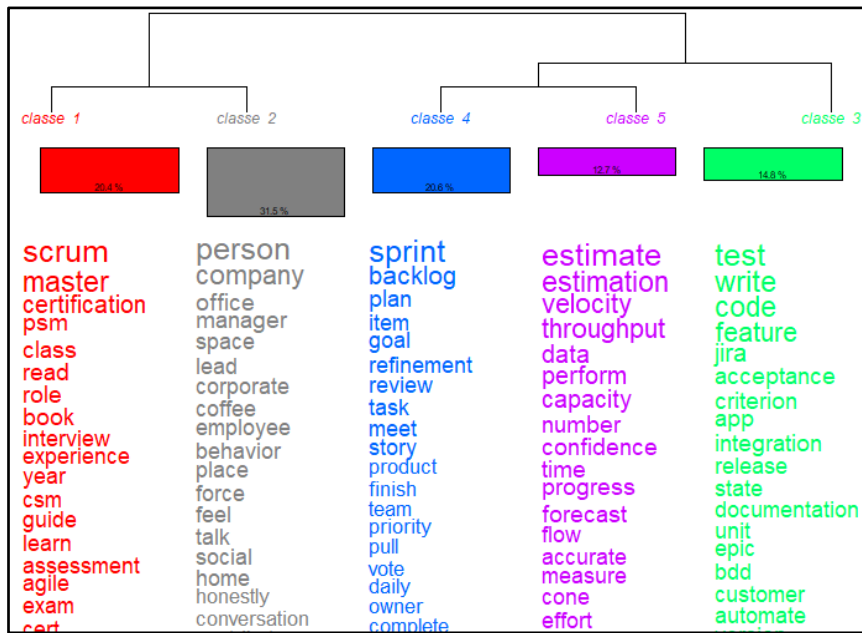 classe 1
classe 2
classe 4
classe 5
classe 3
20.4 %
31.5 %
20.6 %
12.7 %
14.8 %
scrum
master
certification
psm
class
read
role
book
interview
experience
year
csm
guide
learn
assessment
agile
exam
cert
person
company
office
manager
space
lead
corporate
coffee
employee
behavior
place
force
feel
talk
social
home
honestly
conversation
sprint
backlog
plan
item
goal
refinement
review
task
meet
story
product
finish
team
priority
pull
vote
daily
owner
complete
estimate
estimation
velocity
throughput
data
perform
capacity
number
confidence
time
progress
forecast
flow
accurate
measure
cone
effort
test
write
code
feature
jira
acceptance
criterion
app
integration
release
state
documentation
unit
epic
bdd
customer
automate